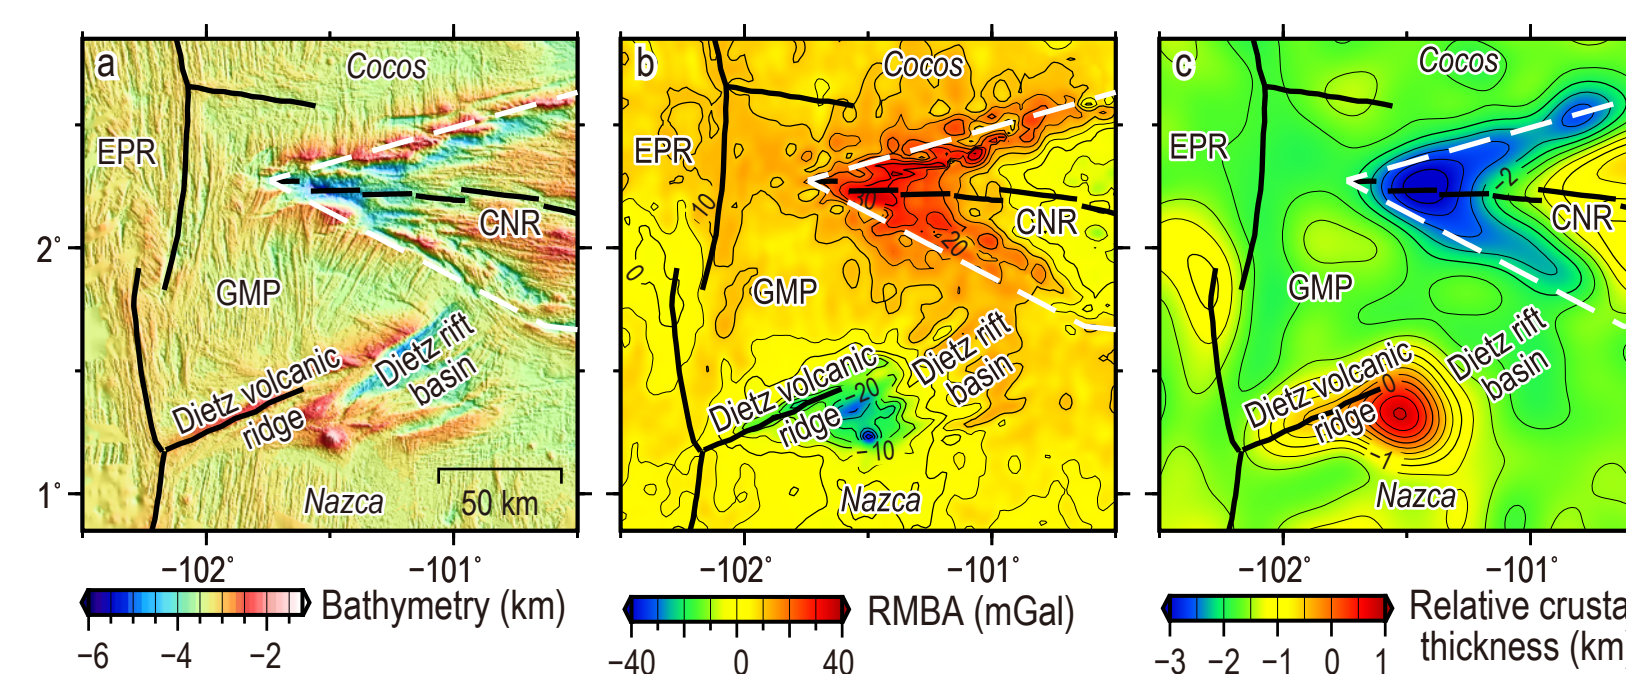 a
Cocos
EPR
CNR
GMP
Dietz volcanic
ridge
Dietz rift
basin
Nazca
50 km
2°
1°
−102°
−101°
−6
−4
−2
Bathymetry (km)
b
Cocos
EPR
CNR
GMP
10
0
30
20
Dietz volcanic
ridge
Dietz rift
basin
−20
−10
Nazca
−102°
−101°
−40
0
40
RMBA (mGal)
c
Cocos
EPR
−2
CNR
GMP
Dietz volcanic
ridge
Dietz rift
basin
0
−1
Nazca
−102°
−101°
−3
−2
−1
0
1
Relative crusta
thickness (km)